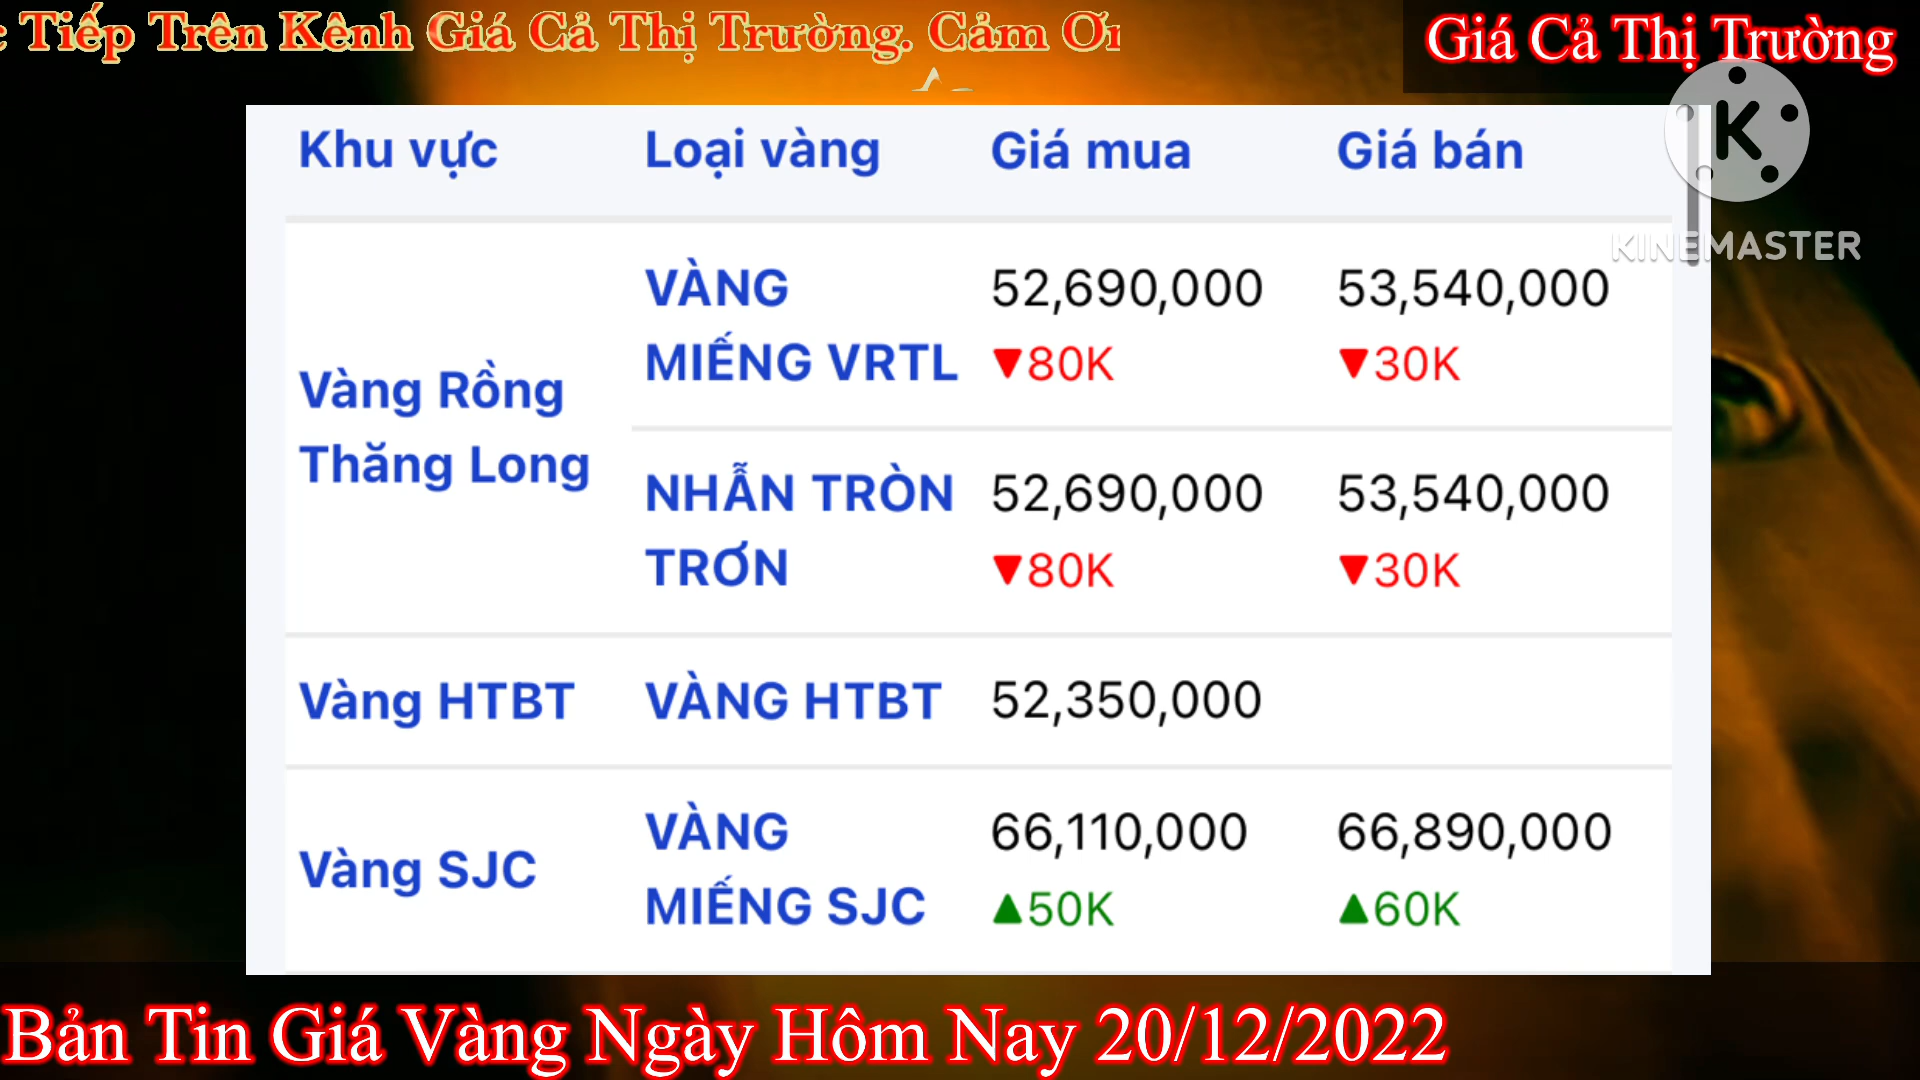 Tiếp Trên Kênh Giá Cả Thị Trường. Cảm Ơn
Giá Cả Thị Trường
K
KINEMASTER
Khu vực Loại vàng Giá mua Giá bán
Vàng Rồng
Thăng Long
VÀNG
MIẾNG VRTL
52,690,000
▼80K
53,540,000
▼30K
NHẪN TRÒN
TRƠN
52,690,000
▼80K
53,540,000
▼30K
Vàng HTBT VÀNG HTBT 52,350,000
Vàng SJC
VÀNG
MIẾNG SJC
66,110,000
▲50K
66,890,000
▲60K
Bản Tin Giá Vàng Ngày Hôm Nay 20/12/2022